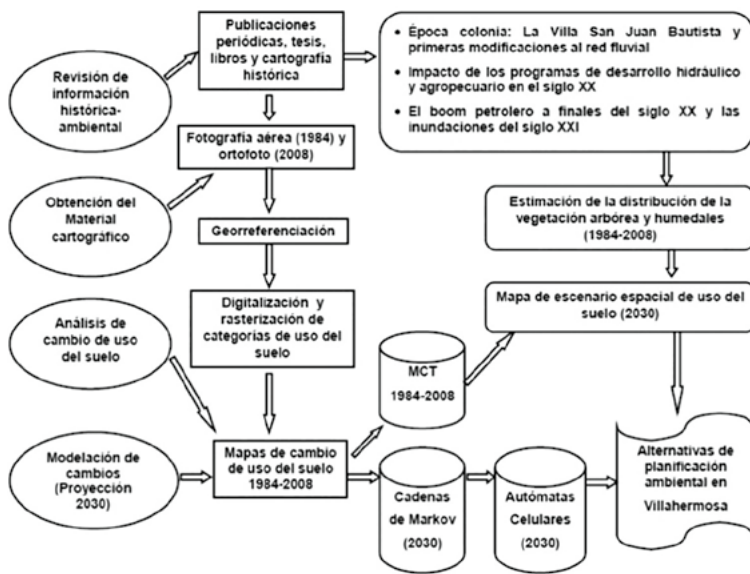 Revisión de
información
histórica-
ambiental
Publicaciones
periódicas, tesis,
libros y cartografía
histórica
• Época colonia: La Villa San Juan Bautista y
primeras modificaciones al red fluvial
• Impacto de los programas de desarrollo hidráulico
y agropecuario en el siglo XX
• El boom petrolero a finales del siglo XX y las
inundaciones del siglo XXI
Obtención del
Material
cartográfico
Fotografía aérea (1984) y
ortofoto (2008)
Georreferenciación
Estimación de la distribución de la
vegetación arbórea y humedales
(1984-2008)
Análisis de
cambio de uso
del suelo
Digitalización y
rasterización de
categorías de uso del
suelo
Mapa de escenario espacial de uso del
suelo (2030)
MCT
1984-2008
Modelación de
cambios
(Proyección
2030)
Mapas de cambio
de uso del suelo
1984-2008
Cadenas
de Markov
(2030)
Autómatas
Celulares
(2030)
Alternativas de
planificación
ambiental en
Villahermosa